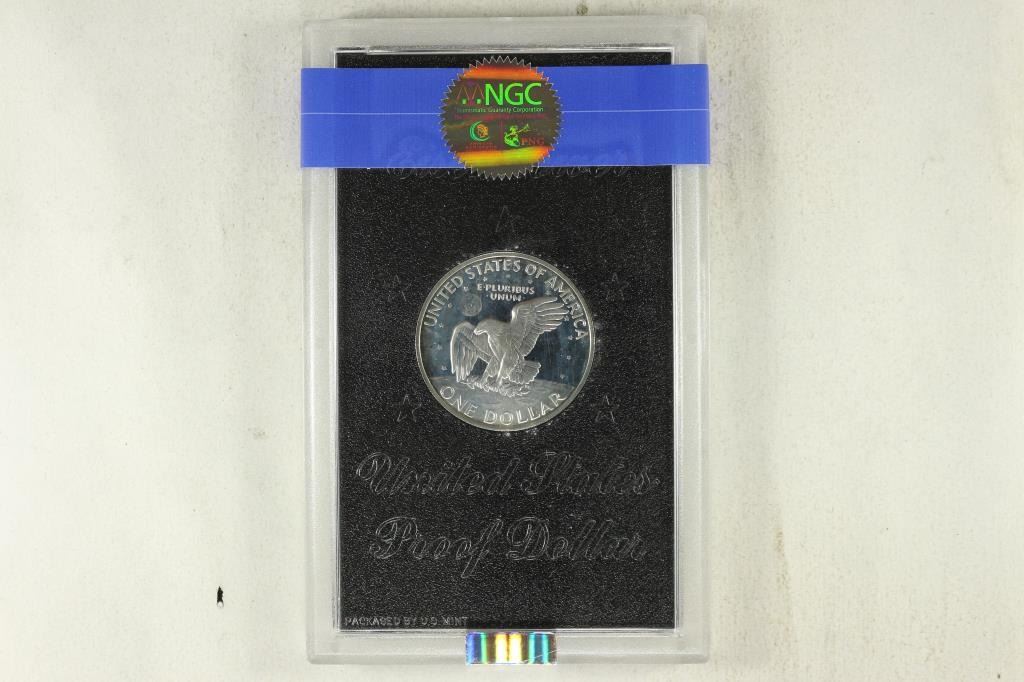 NGC
Numismatic Guaranty Corporation
PNG
UNITED STATES OF AMERICA
E·PLURIBUS
UNUM
ONE DOLLAR
United States
Proof Dollar
PACKAGED BY U.S. MINT